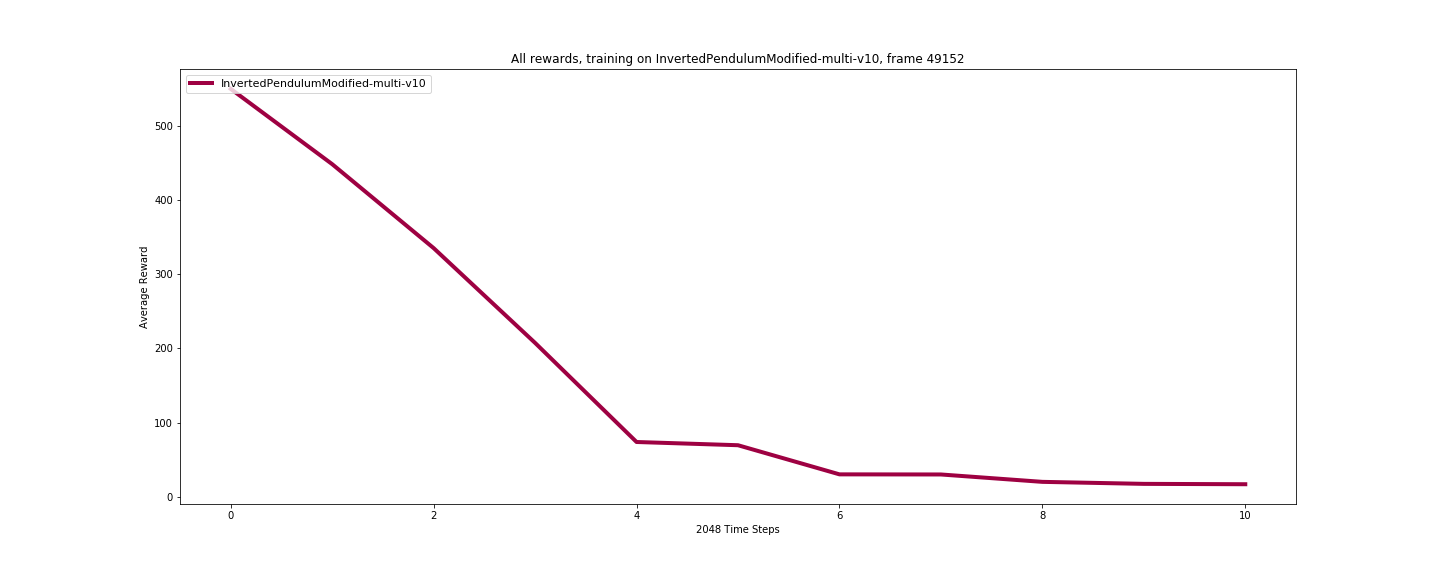 All rewards, training on InvertedPendulumModified-multi-v10, frame 49152
InvertedPendulumModified-multi-v10
500
400
300
200
100
0
Average Reward
0 2 4 6 8 10
2048 Time Steps